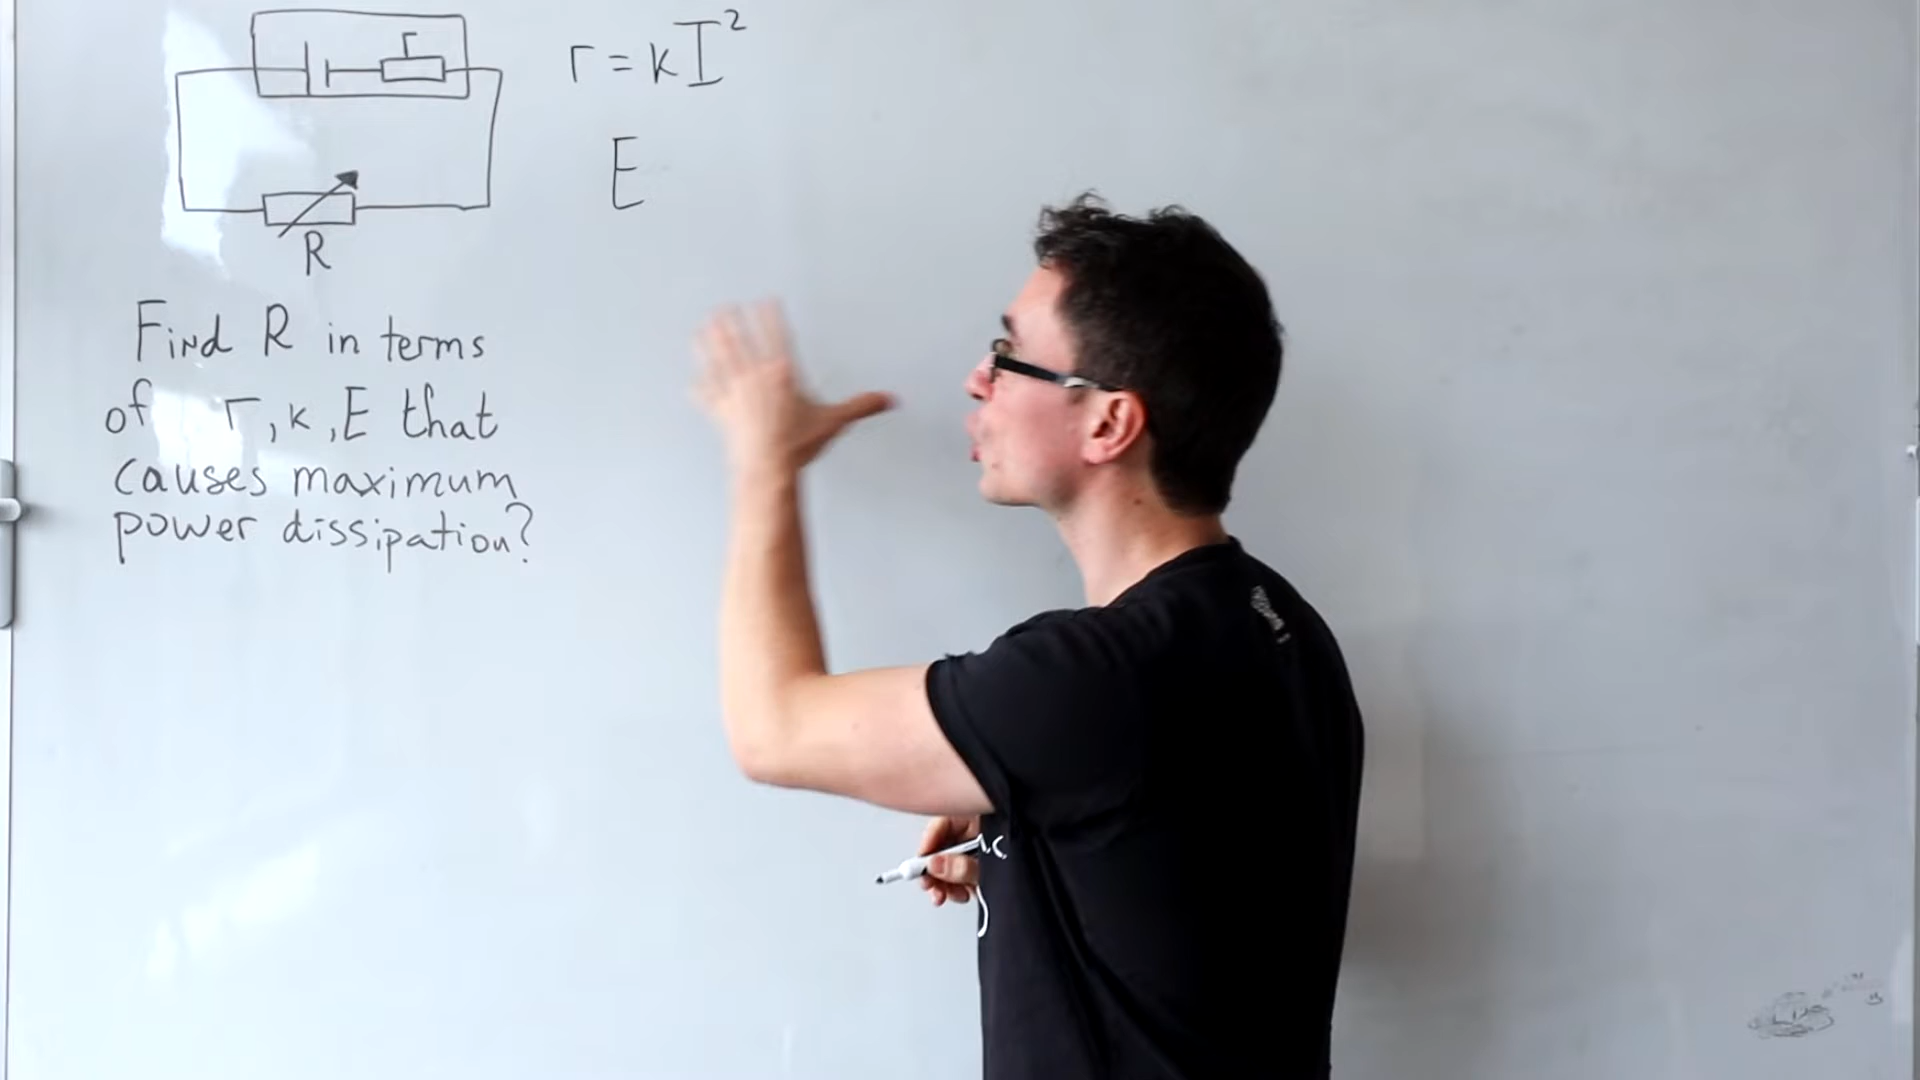 r
r = kI²
E
R
Find R in terms
of r, k, E that
causes maximum
power dissipation?